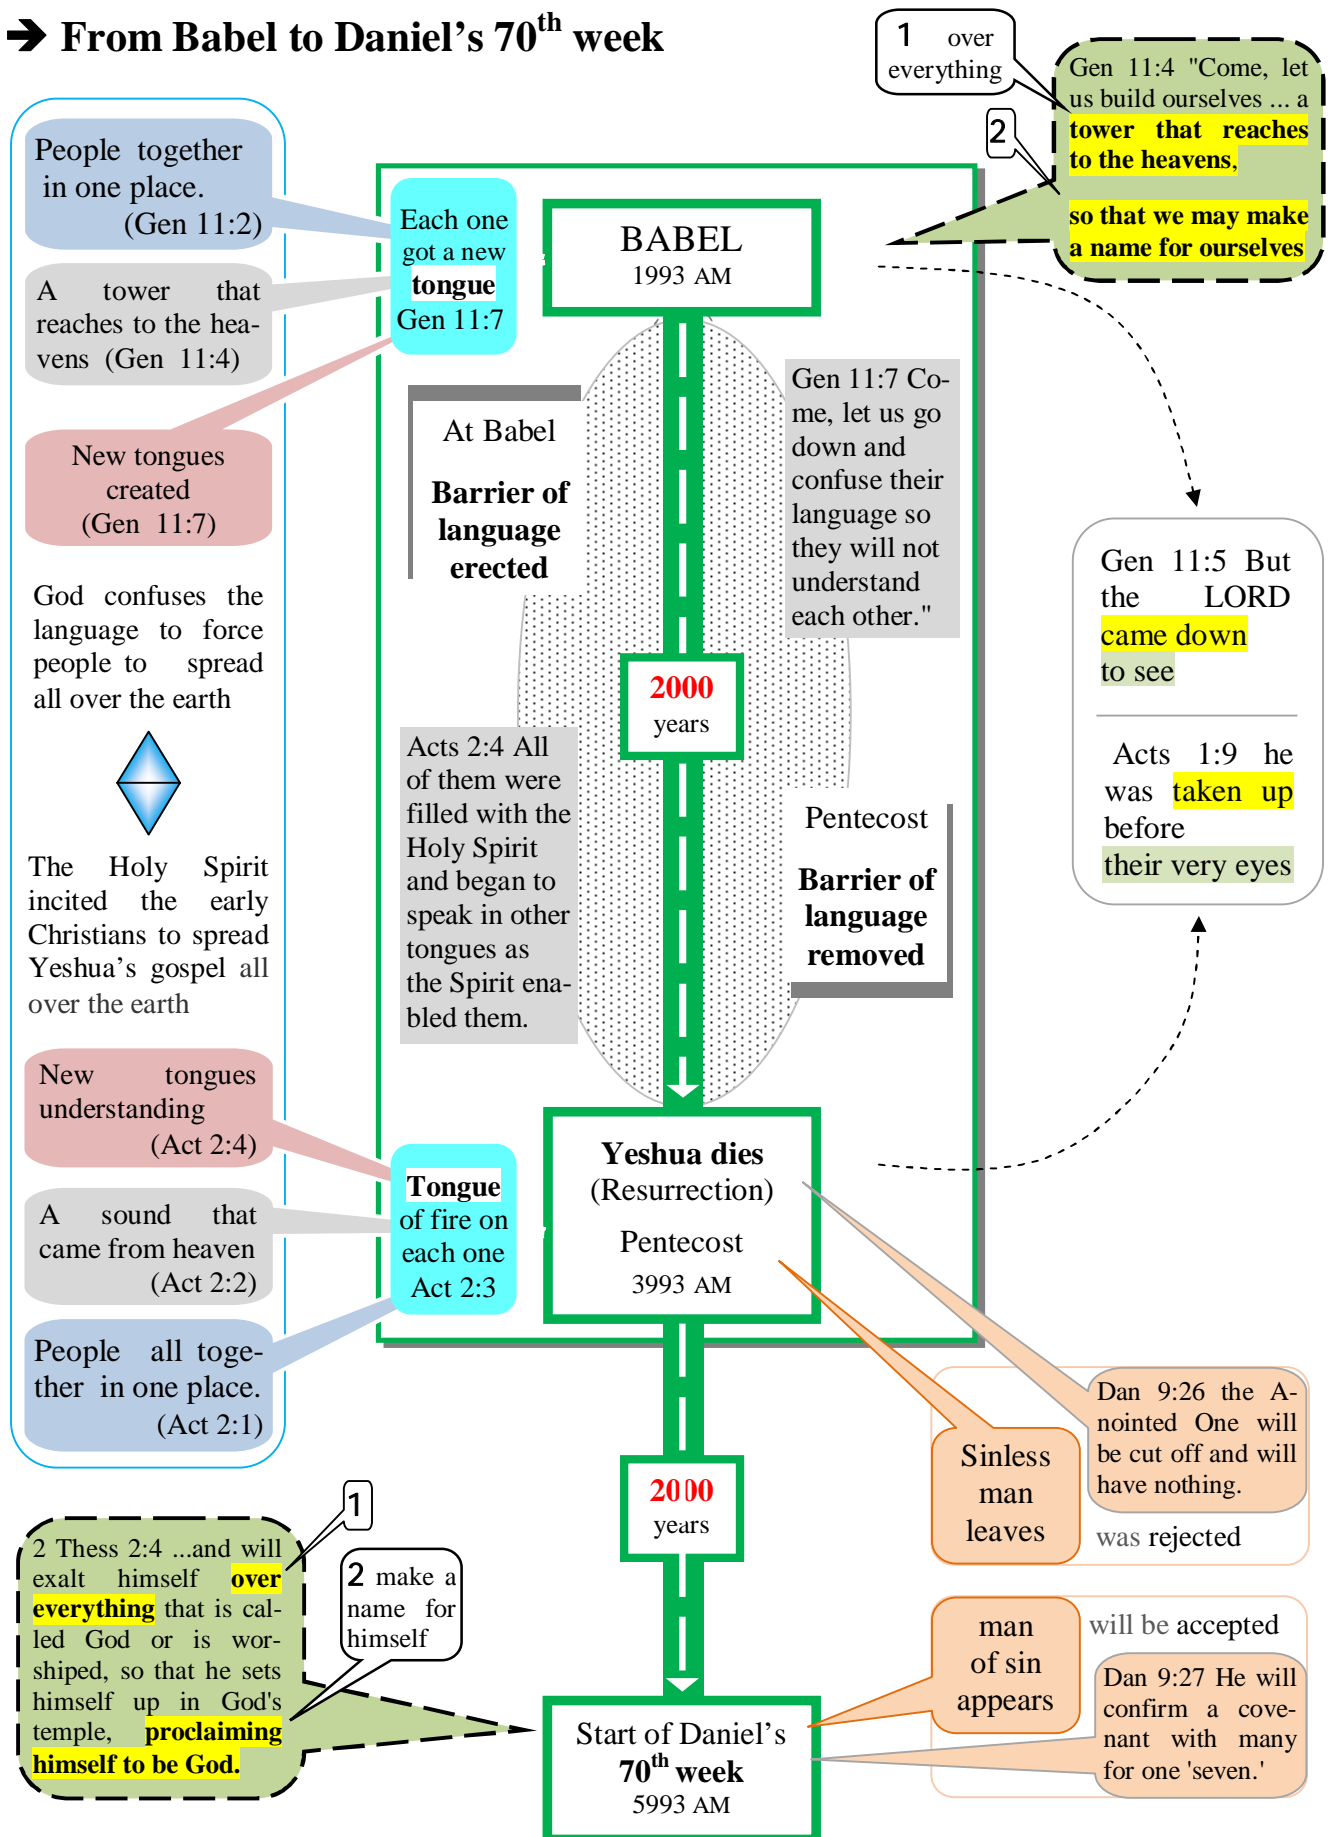 ➔ From Babel to Daniel's 70th week
1 over
everything
Gen 11:4 "Come, let
us build ourselves ... a
tower that reaches
to the heavens,
so that we may make
a name for ourselves
2
People together
in one place.
(Gen 11:2)
A tower that
reaches to the hea-
vens (Gen 11:4)
New tongues
created
(Gen 11:7)
God confuses the
language to force
people to spread
all over the earth
The Holy Spirit
incited the early
Christians to spread
Yeshua's gospel all
over the earth
New tongues
understanding
(Act 2:4)
A sound that
came from heaven
(Act 2:2)
People all toge-
ther in one place.
(Act 2:1)
Each one
got a new
tongue
Gen 11:7
BABEL
1993 AM
At Babel
Barrier of
language
erected
Gen 11:7 Co-
me, let us go
down and
confuse their
language so
they will not
understand
each other."
2000
years
Acts 2:4 All
of them were
filled with the
Holy Spirit
and began to
speak in other
tongues as
the Spirit ena-
bled them.
Pentecost
Barrier of
language
removed
Gen 11:5 But
the LORD
came down
to see
Acts 1:9 he
was taken up
before
their very eyes
Tongue
of fire on
each one
Act 2:3
Yeshua dies
(Resurrection)
Pentecost
3993 AM
2000
years
Dan 9:26 the A-
nointed One will
be cut off and will
have nothing.
Sinless
man
leaves
was rejected
man
of sin
appears
will be accepted
Dan 9:27 He will
confirm a cove-
nant with many
for one 'seven.'
1
2 make a
name for
himself
2 Thess 2:4 ...and will
exalt himself over
everything that is cal-
led God or is wor-
shiped, so that he sets
himself up in God's
temple, proclaiming
himself to be God.
Start of Daniel's
70th week
5993 AM